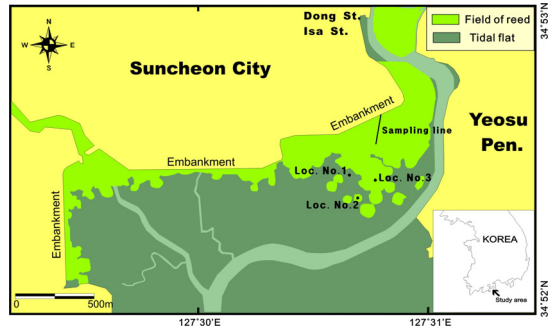 Dong St.
Isa St.
Field of reed
Tidal flat
34°53'N
N
W E
S
Suncheon City
Embankment
Sampling line
Yeosu
Pen.
Embankment
Loc. No.1
Loc. No.3
Loc. No.2
Embankment
KOREA
Study area
0 500m
34°52'N
127°30'E
127°31'E